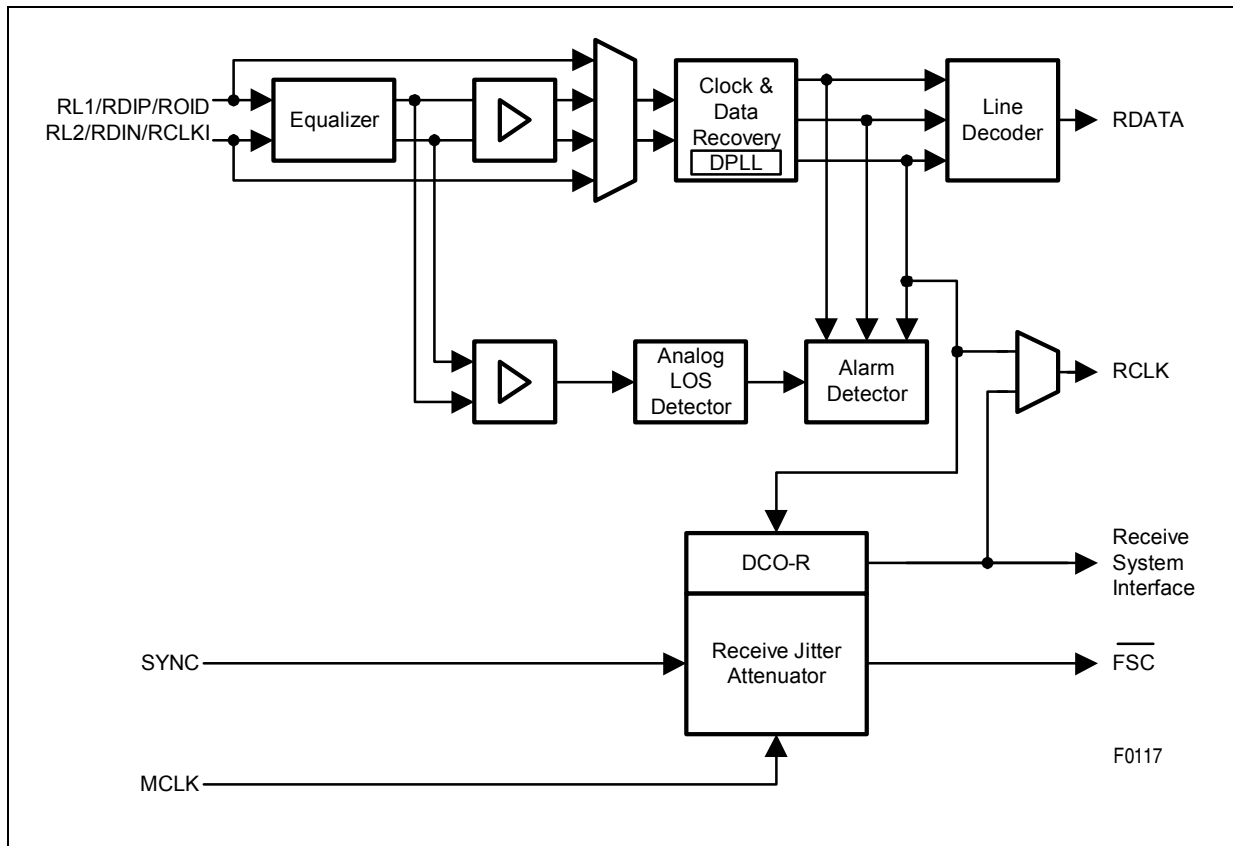 RL1/RDIP/ROID
RL2/RDIN/RCLKI
Equalizer
Clock &
Data
Recovery
DPLL
Line
Decoder
RDATA
Analog
LOS
Detector
Alarm
Detector
RCLK
DCO-R
Receive
System
Interface
SYNC
Receive Jitter
Attenuator
FSC
MCLK
F0117